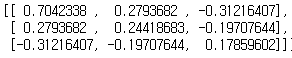 [[ 0.7042338 , 0.2793682 , -0.31216407],
[ 0.2793682 , 0.24418683, -0.19707644],
[-0.31216407, -0.19707644, 0.17859602]]